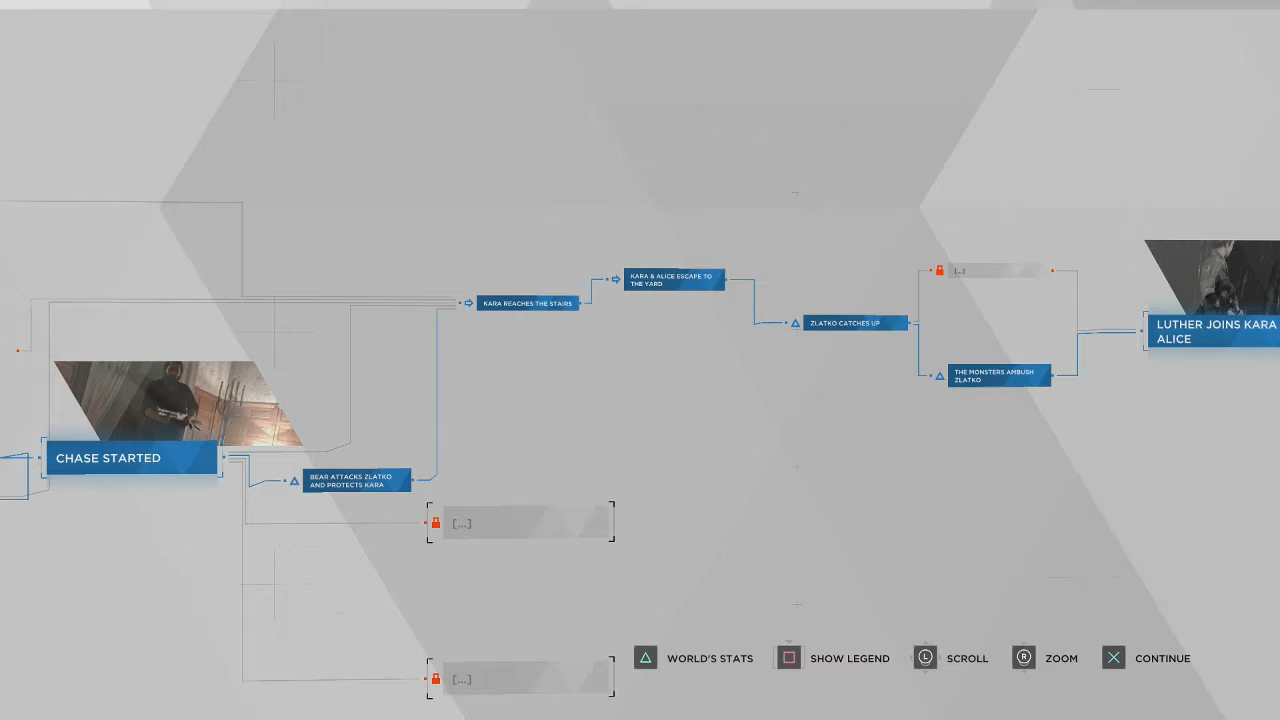 KARA & ALICE ESCAPE TO
THE YARD
[...]
KARA REACHES THE STAIRS
ZLATKO CATCHES UP
LUTHER JOINS KARA
ALICE
THE MONSTERS AMBUSH
ZLATKO
CHASE STARTED
BEAR ATTACKS ZLATKO
AND PROTECTS KARA
[...]
[...]
WORLD'S STATS
SHOW LEGEND
L
SCROLL
R
ZOOM
CONTINUE